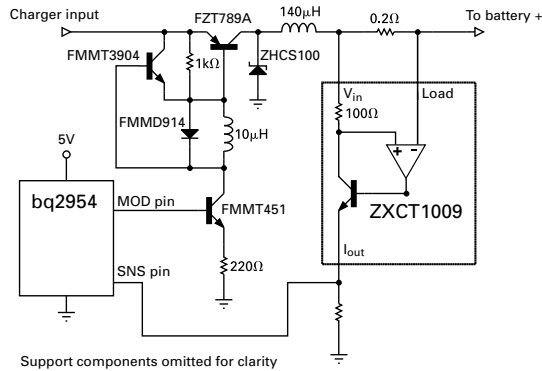 Charger input
FZT789A
140μH
0.2Ω
To battery +
FMMT3904
1kΩ
ZHCS100
Vin
Load
100Ω
FMMD914
10μH
5V
+ -
bq2954
MOD pin
FMMT451
ZXCT1009
Iout
SNS pin
220Ω
Support components omitted for clarity